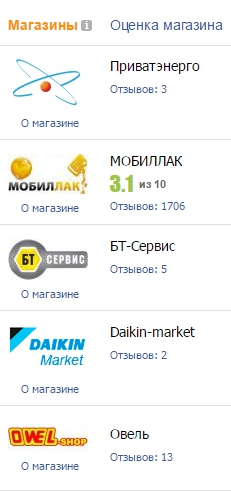 Магазины i Оценка магазина
Приватэнерго
Отзывов: 3
О магазине
МОБИЛЛАК
МОБИЛЛАК
3.1 из 10
Отзывов: 1706
О магазине
БТ-Сервис
БТ СЕРВИС
Отзывов: 5
О магазине
Daikin-market
DAIKIN
Market
Отзывов: 2
О магазине
Овель
OWEL-SHOP
Отзывов: 13
О магазине